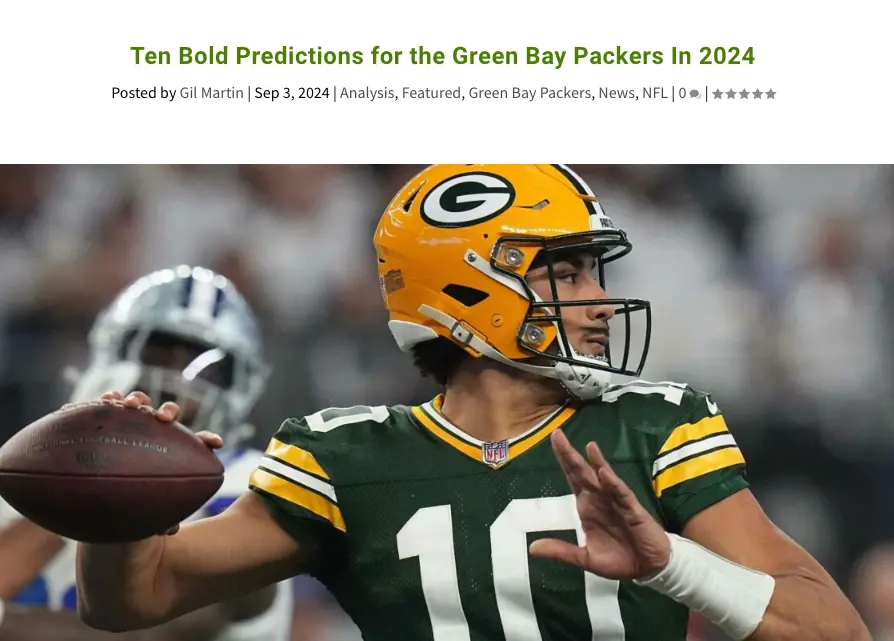 Ten Bold Predictions for the Green Bay Packers In 2024
Posted by Gil Martin | Sep 3, 2024 | Analysis, Featured, Green Bay Packers, News, NFL | 0 | ★★★★★
G
NATIONAL FOOTBALL LEAGUE
10
NFL
10